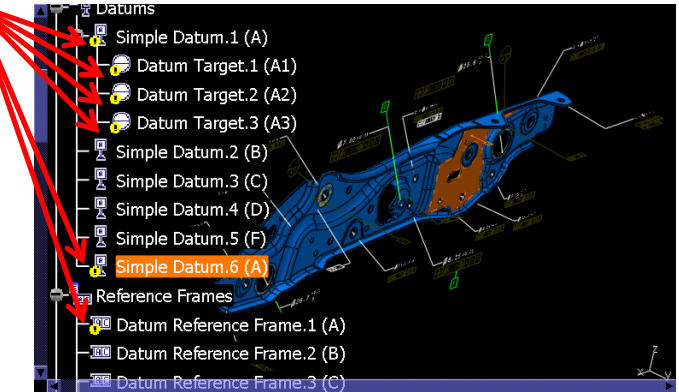 Datums
Simple Datum.1 (A)
Datum Target.1 (A1)
Datum Target.2 (A2)
Datum Target.3 (A3)
Simple Datum.2 (B)
Simple Datum.3 (C)
Simple Datum.4 (D)
Simple Datum.5 (F)
Simple Datum.6 (A)
Reference Frames
Datum Reference Frame.1 (A)
Datum Reference Frame.2 (B)
Datum Reference Frame.3 (C)
z
x